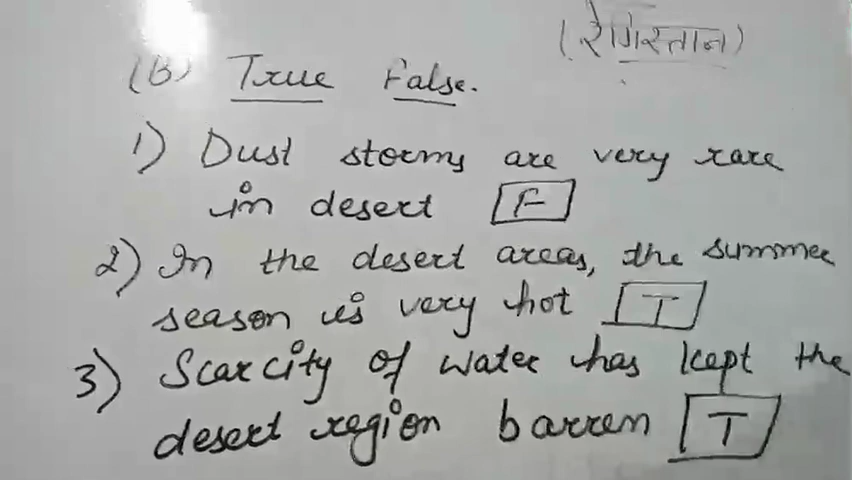 (रेगिस्तान)
(B) True False.
1) Dust storms are very rare
in desert F
2) In the desert areas, the summer
season is very hot T
3) Scarcity of water has kept the
desert region barren T